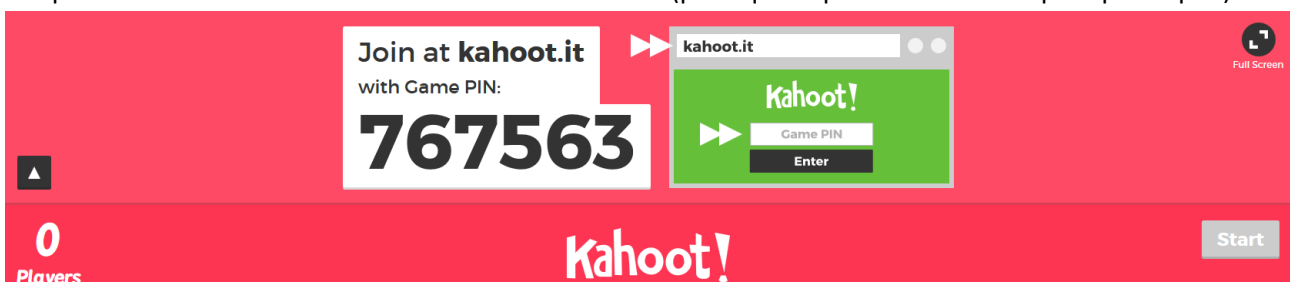 Join at kahoot.it
kahoot.it
Full Screen
with Game PIN:
Kahoot!
767563
Game PIN
Enter
0
Players
Kahoot!
Start